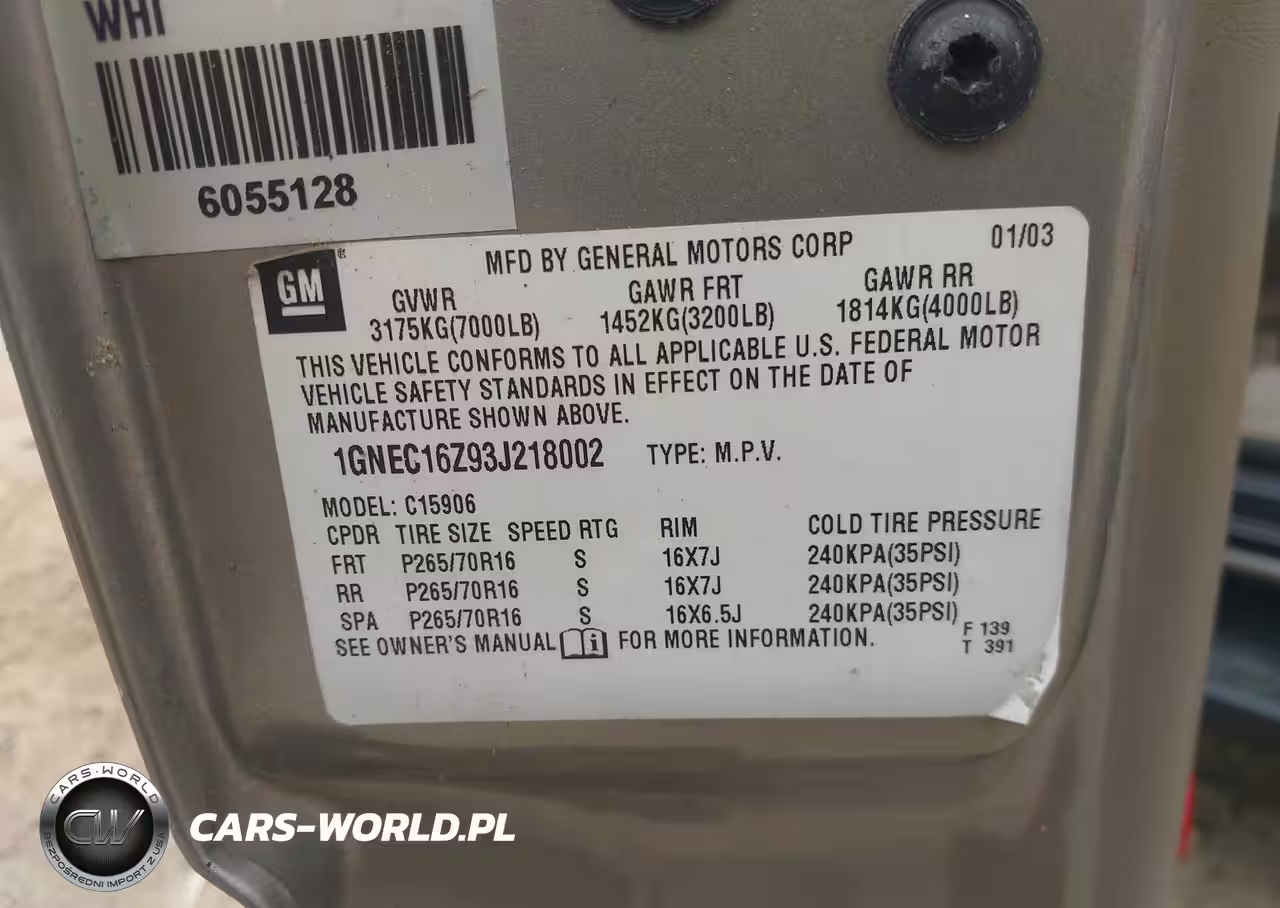 WHI
6055128
GM
MFD BY GENERAL MOTORS CORP 01/03
GVWR GAWR FRT GAWR RR
3175KG(7000LB) 1452KG(3200LB) 1814KG(4000LB)
THIS VEHICLE CONFORMS TO ALL APPLICABLE U.S. FEDERAL MOTOR
VEHICLE SAFETY STANDARDS IN EFFECT ON THE DATE OF
MANUFACTURE SHOWN ABOVE.
1GNEC16Z93J218002 TYPE: M.P.V.
MODEL: C15906
CPDR TIRE SIZE SPEED RTG RIM COLD TIRE PRESSURE
FRT P265/70R16 S 16X7J 240KPA(35PSI)
RR P265/70R16 S 16X7J 240KPA(35PSI)
SPA P265/70R16 S 16X6.5J 240KPA(35PSI)
SEE OWNER'S MANUAL i FOR MORE INFORMATION.
F 139
T 391
CARS-WORLD
CW
BEZPOŚREDNI IMPORT Z USA
CARS-WORLD.PL